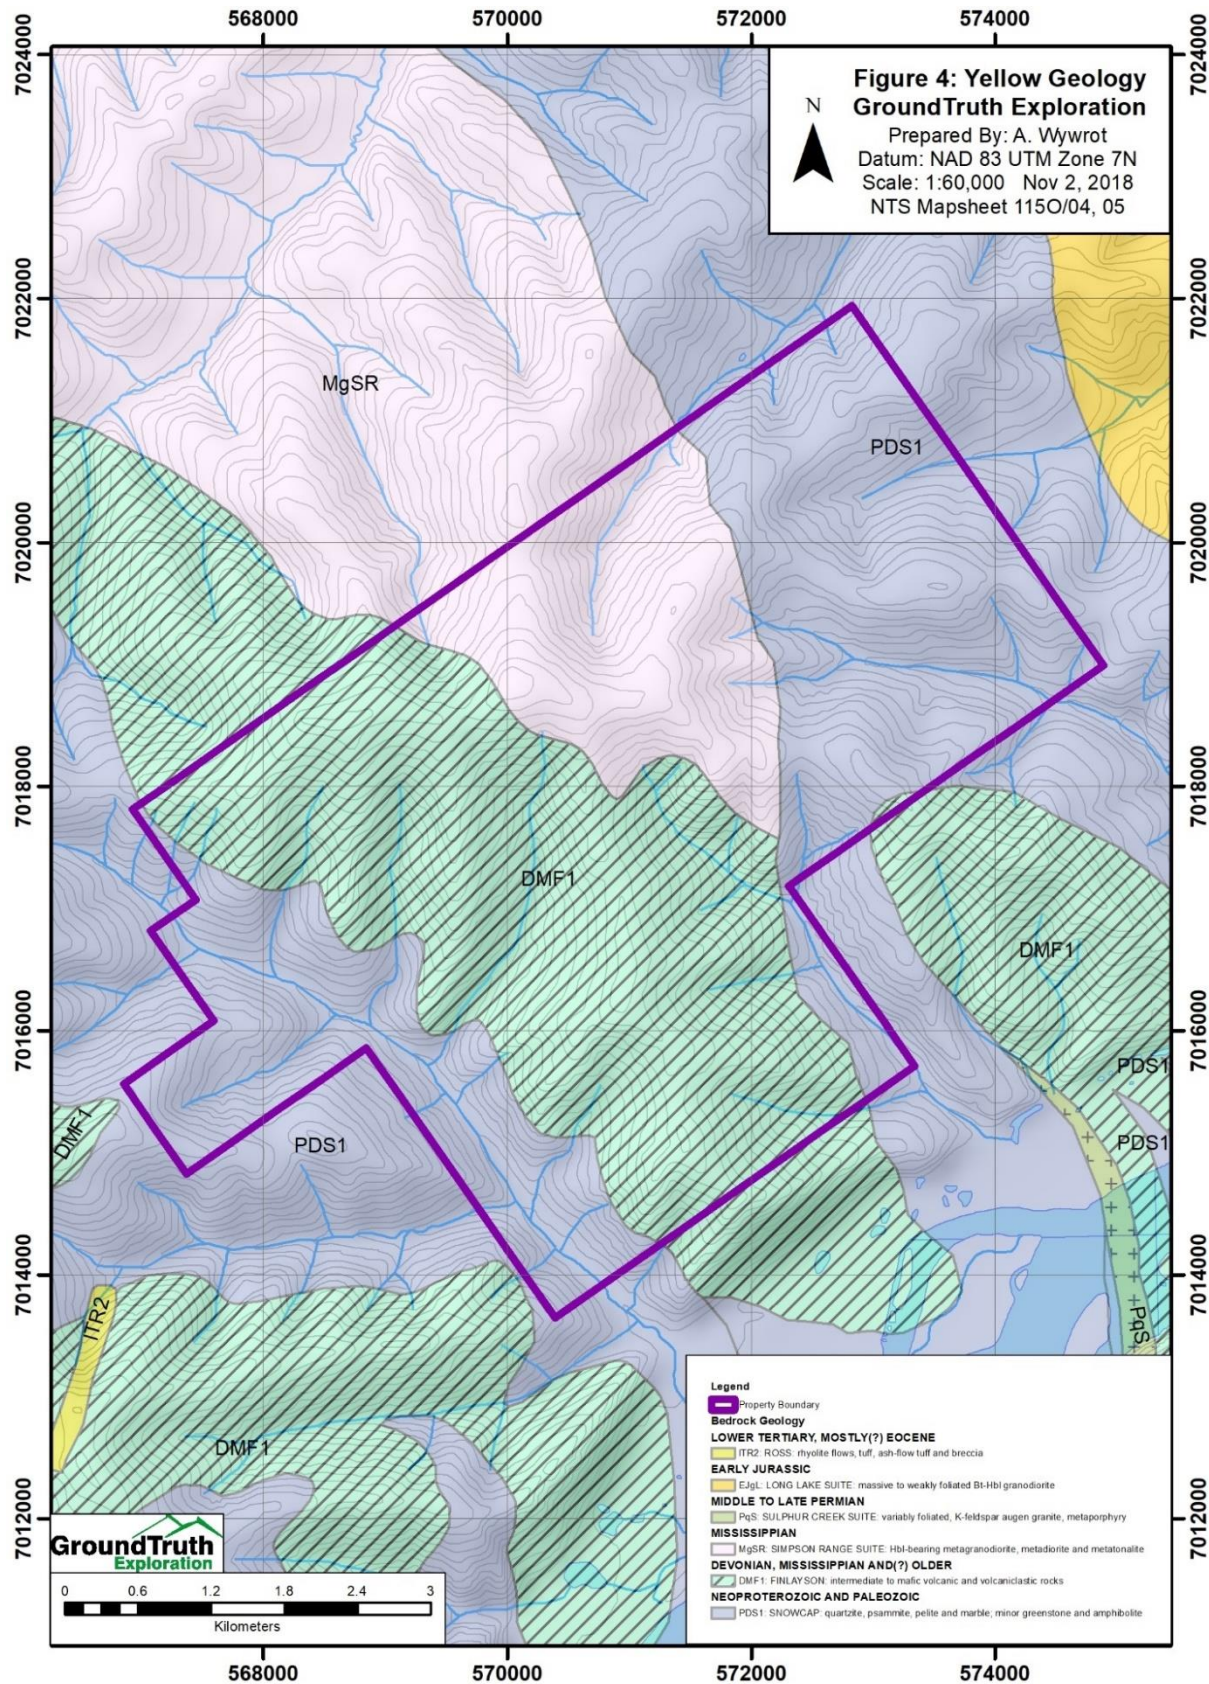 568000 570000 572000 574000
7024000 7024000
Figure 4: Yellow Geology
GroundTruth Exploration
N
Prepared By: A. Wywrot
Datum: NAD 83 UTM Zone 7N
Scale: 1:60,000 Nov 2, 2018
NTS Mapsheet 115O/04, 05
7022000 7022000
MgSR
PDS1
7020000 7020000
7018000 7018000
DMF1
DMF1
7016000 7016000
PDS1
DMF1
PDS1
PDS1
7014000 7014000
ITR2
PqS
DMF1
7012000 7012000
Legend
Property Boundary
Bedrock Geology
LOWER TERTIARY, MOSTLY(?) EOCENE
ITR2: ROSS: rhyolite flows, tuff, ash-flow tuff and breccia
EARLY JURASSIC
EJgL: LONG LAKE SUITE: massive to weakly foliated Bt-Hbl granodiorite
MIDDLE TO LATE PERMIAN
PqS: SULPHUR CREEK SUITE: variably foliated, K-feldspar augen granite, metaporphyry
MISSISSIPPIAN
MgSR: SIMPSON RANGE SUITE: Hbl-bearing metagranodiorite, metadiorite and metatonalite
DEVONIAN, MISSISSIPPIAN AND(?) OLDER
DMF1: FINLAYSON: intermediate to mafic volcanic and volcaniclastic rocks
NEOPROTEROZOIC AND PALEOZOIC
PDS1: SNOWCAP: quartzite, psammite, pelite and marble; minor greenstone and amphibolite
GroundTruth
Exploration
0 0.6 1.2 1.8 2.4 3
Kilometers
568000 570000 572000 574000